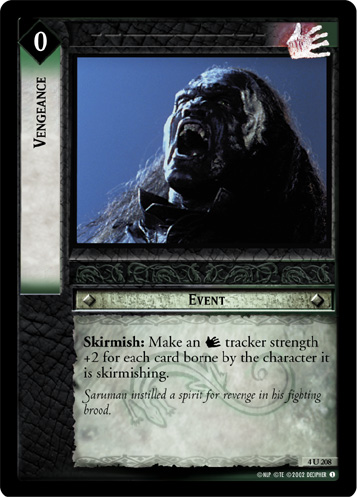 0
VENGEANCE
EVENT
Skirmish: Make an tracker strength
+2 for each card borne by the character it
is skirmishing.
Saruman instilled a spirit for revenge in his fighting
brood.
4 U 208
©NLP ©TE ©2002 DECIPHER